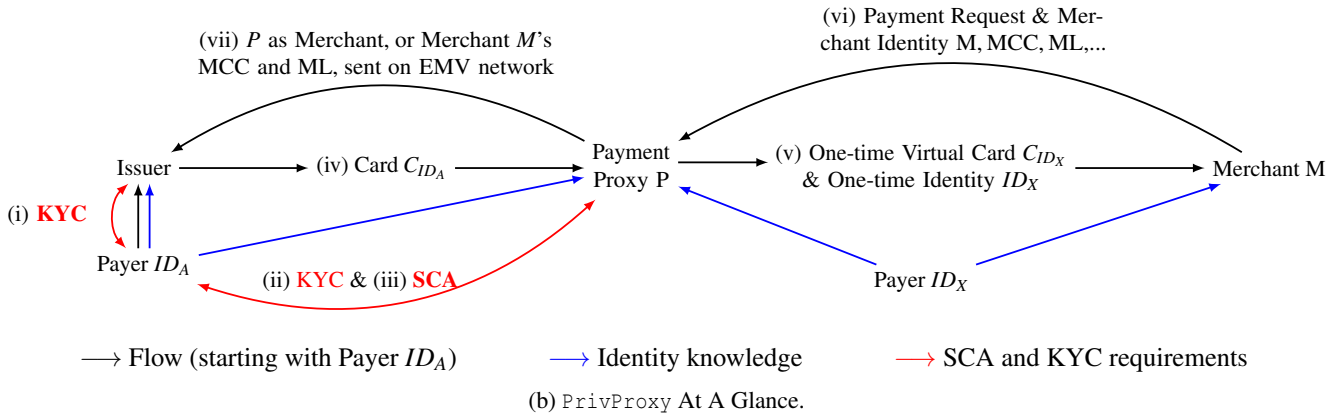 (vii) P as Merchant, or Merchant M's
MCC and ML, sent on EMV network
(vi) Payment Request & Mer-
chant Identity M, MCC, ML,...
Issuer
(iv) Card C_{ID_A}
Payment
Proxy P
(v) One-time Virtual Card C_{ID_X}
& One-time Identity ID_X
Merchant M
(i) KYC
Payer ID_A
(ii) KYC & (iii) SCA
Payer ID_X
Flow (starting with Payer ID_A)
Identity knowledge
SCA and KYC requirements
(b) PrivProxy At A Glance.